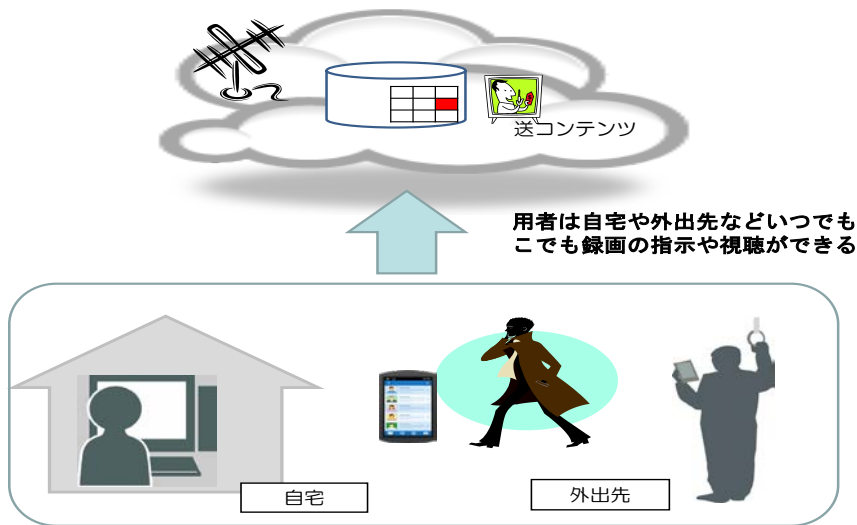 送コンテンツ
用者は自宅や外出先などいつでも
こでも録画の指示や視聴ができる
自宅
外出先